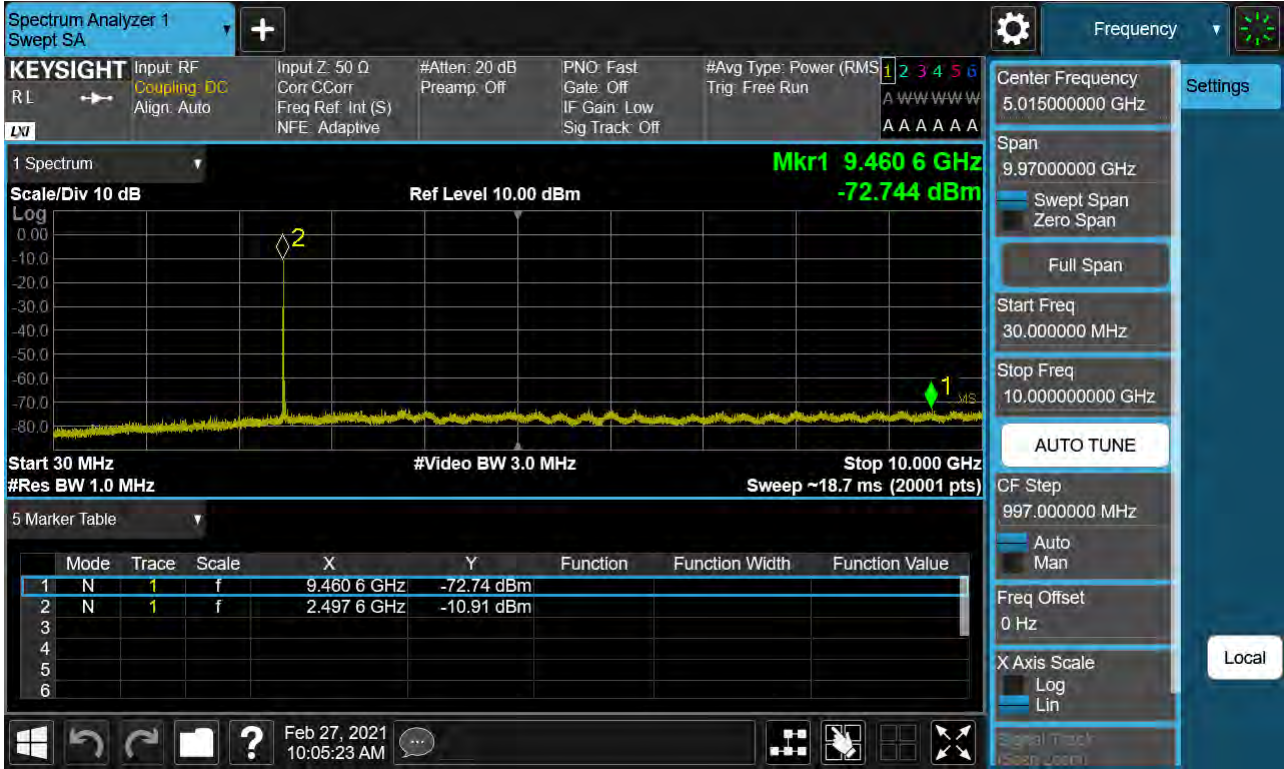 Spectrum Analyzer 1
Swept SA
+
Frequency
KEYSIGHT
RL
LXI
Input: RF
Coupling: DC
Align: Auto
Input Z: 50 Ω
Corr CCorr
Freq Ref: Int (S)
NFE: Adaptive
#Atten: 20 dB
Preamp: Off
PNO: Fast
Gate: Off
IF Gain: Low
Sig Track: Off
#Avg Type: Power (RMS
Trig: Free Run
1 2 3 4 5 6
A W W W W W
A A A A A A
1 Spectrum
Mkr1 9.460 6 GHz
-72.744 dBm
Scale/Div 10 dB
Ref Level 10.00 dBm
Log
0.00
-10.0
-20.0
-30.0
-40.0
-50.0
-60.0
-70.0
-80.0
2
1
Start 30 MHz
#Video BW 3.0 MHz
Stop 10.000 GHz
#Res BW 1.0 MHz
Sweep ~18.7 ms (20001 pts)
5 Marker Table
Mode Trace Scale X Y Function Function Width Function Value
1 N 1 f 9.460 6 GHz -72.74 dBm
2 N 1 f 2.497 6 GHz -10.91 dBm
3
4
5
6
Feb 27, 2021
10:05:23 AM
?
Center Frequency
5.015000000 GHz
Settings
Span
9.97000000 GHz
Swept Span
Zero Span
Full Span
Start Freq
30.000000 MHz
Stop Freq
10.000000000 GHz
AUTO TUNE
CF Step
997.000000 MHz
Auto
Man
Freq Offset
0 Hz
X Axis Scale
Log
Lin
Local
Signal Track
(Span Zoom)